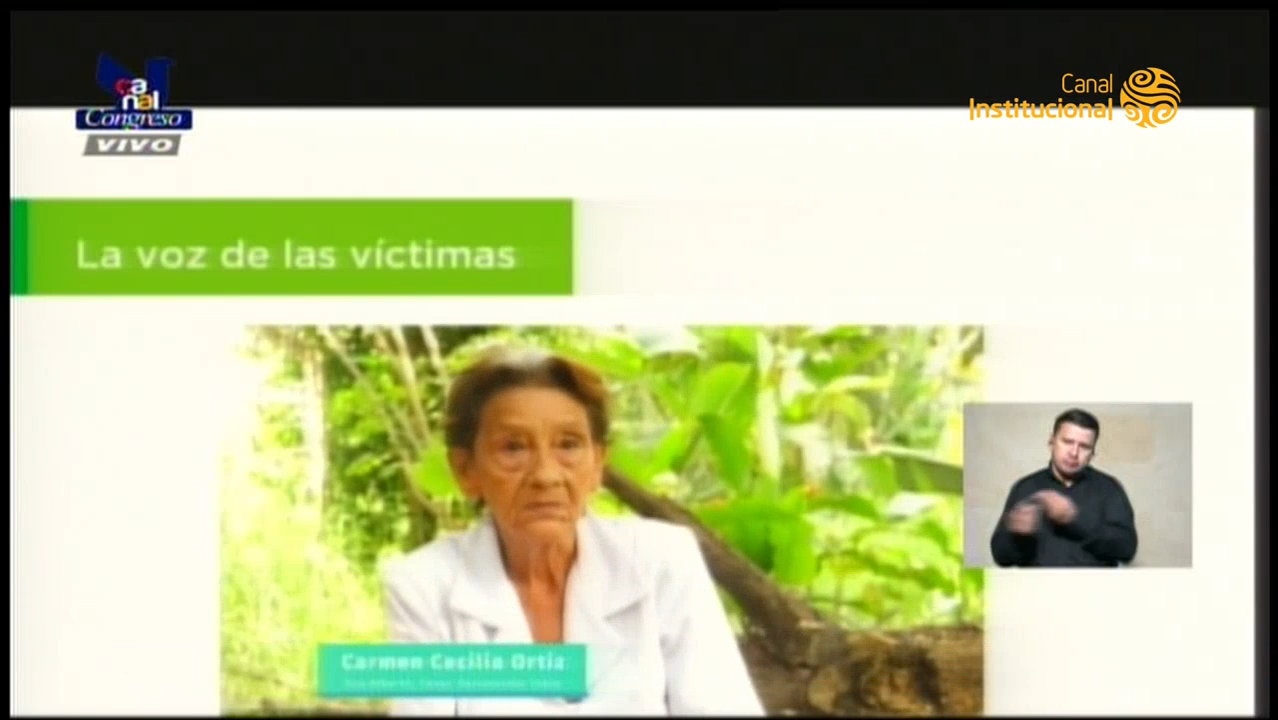 Canal
Institucional
canal
Congreso
VIVO
La voz de las víctimas
Carmen Cecilia Ortiz